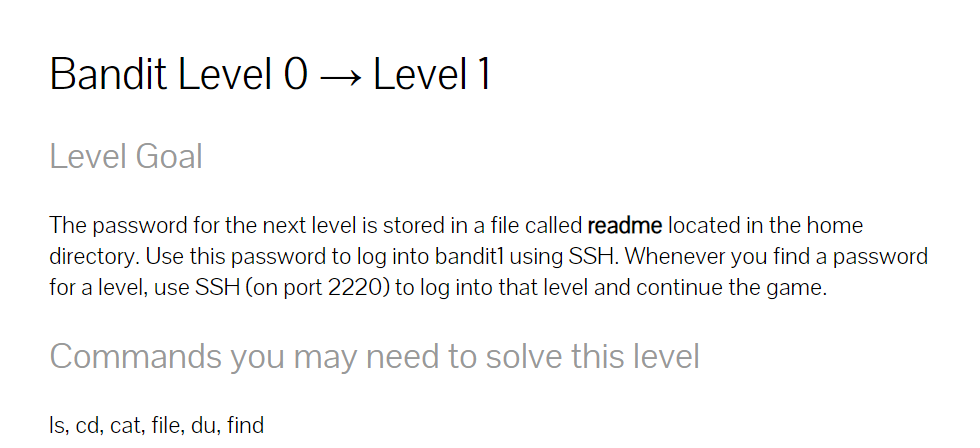 Bandit Level 0 → Level 1
Level Goal
The password for the next level is stored in a file called readme located in the home
directory. Use this password to log into bandit1 using SSH. Whenever you find a password
for a level, use SSH (on port 2220) to log into that level and continue the game.
Commands you may need to solve this level
ls, cd, cat, file, du, find